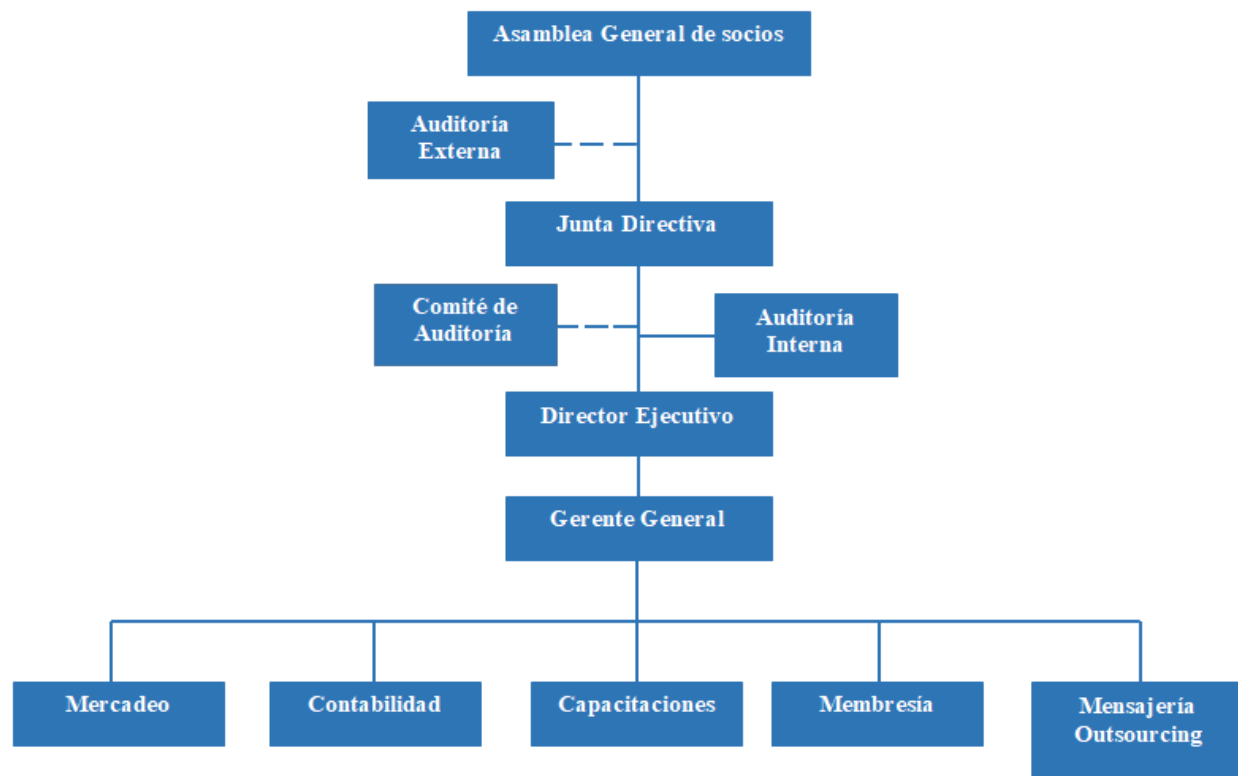 Asamblea General de socios
Auditoría
Externa
Junta Directiva
Comité de
Auditoría
Auditoría
Interna
Director Ejecutivo
Gerente General
Mercadeo
Contabilidad
Capacitaciones
Membresía
Mensajería
Outsourcing